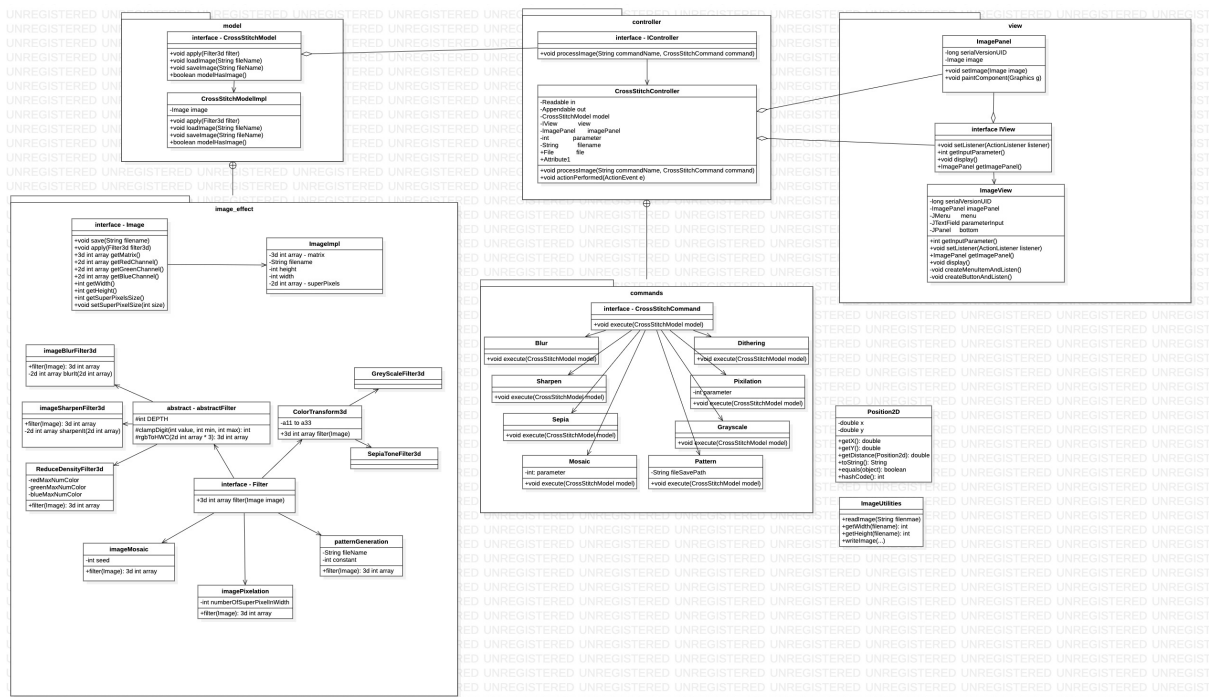 model
interface - CrossStitchModel
+void apply(Filter3d filter)
+void loadImage(String fileName)
+void saveImage(String fileName)
+boolean modelHasImage()
CrossStitchModelImpl
-Image image
+void apply(Filter3d filter)
+void loadImage(String fileName)
+void saveImage(String fileName)
+boolean modelHasImage()
controller
interface - IController
+void processImage(String commandName, CrossStitchCommand command)
CrossStitchController
-Readable in
-Appendable out
-CrossStitchModel model
-IView view
-ImagePanel imagePanel
-int parameter
-String filename
+File file
+Attribute1
+void processImage(String commandName, CrossStitchCommand command)
+void actionPerformed(ActionEvent e)
view
ImagePanel
-long serialVersionUID
-Image image
+void setImage(Image image)
+void paintComponent(Graphics g)
interface IView
+void setListener(ActionListener listener)
+int getInputParameter()
+void display()
+ImagePanel getImagePanel()
ImageView
-long serialVersionUID
-ImagePanel imagePanel
-JMenu menu
-JTextField parameterInput
-JPanel bottom
+int getInputParameter()
+void setListener(ActionListener listener)
+ImagePanel getImagePanel()
+void display()
-void createMenuItemAndListen()
-void createButtonAndListen()
image_effect
interface - Image
+void save(String filename)
+void apply(Filter3d filter3d)
+3d int array getMatrix()
+2d int array getRedChannel()
+2d int array getGreenChannel()
+2d int array getBlueChannel()
+int getWidth()
+int getHeight()
+int getSuperPixelsSize()
+void setSuperPixelSize(int size)
ImageImpl
-3d int array - matrix
-String filename
-int height
-int width
-2d int array - superPixels
imageBlurFilter3d
+filter(Image): 3d int array
-2d int array blurIt(2d int array)
imageSharpenFilter3d
+filter(Image): 3d int array
-2d int array sharpenIt(2d int array)
ReduceDensityFilter3d
-redMaxNumColor
-greenMaxNumColor
-blueMaxNumColor
+filter(Image): 3d int array
abstract - abstractFilter
#int DEPTH
#clampDigit(int value, int min, int max): int
#rgbToHWC(2d int array * 3): 3d int array
ColorTransform3d
-a11 to a33
+3d int array filter(Image)
GreyScaleFilter3d
SepiaToneFilter3d
interface - Filter
+3d int array filter(Image image)
imageMosaic
-int seed
+filter(Image): 3d int array
imagePixelation
-int numberOfSuperPixelInWidth
+filter(Image): 3d int array
patternGeneration
-String fileName
-int constant
+filter(Image): 3d int array
commands
interface - CrossStitchCommand
+void execute(CrossStitchModel model)
Blur
+void execute(CrossStitchModel model)
Sharpen
+void execute(CrossStitchModel model)
Sepia
+void execute(CrossStitchModel model)
Mosaic
-int: parameter
+void execute(CrossStitchModel model)
Dithering
+void execute(CrossStitchModel model)
Pixilation
-int parameter
+void execute(CrossStitchModel model)
Grayscale
+void execute(CrossStitchModel model)
Pattern
-String fileSavePath
+void execute(CrossStitchModel model)
Position2D
-double x
-double y
+getX(): double
+getY(): double
+getDistance(Position2d): double
+toString(): String
+equals(object): boolean
+hashCode(): int
ImageUtilities
+readImage(String filenmae)
+getWidth(filename): int
+getHeight(filename): int
+writeImage(...)